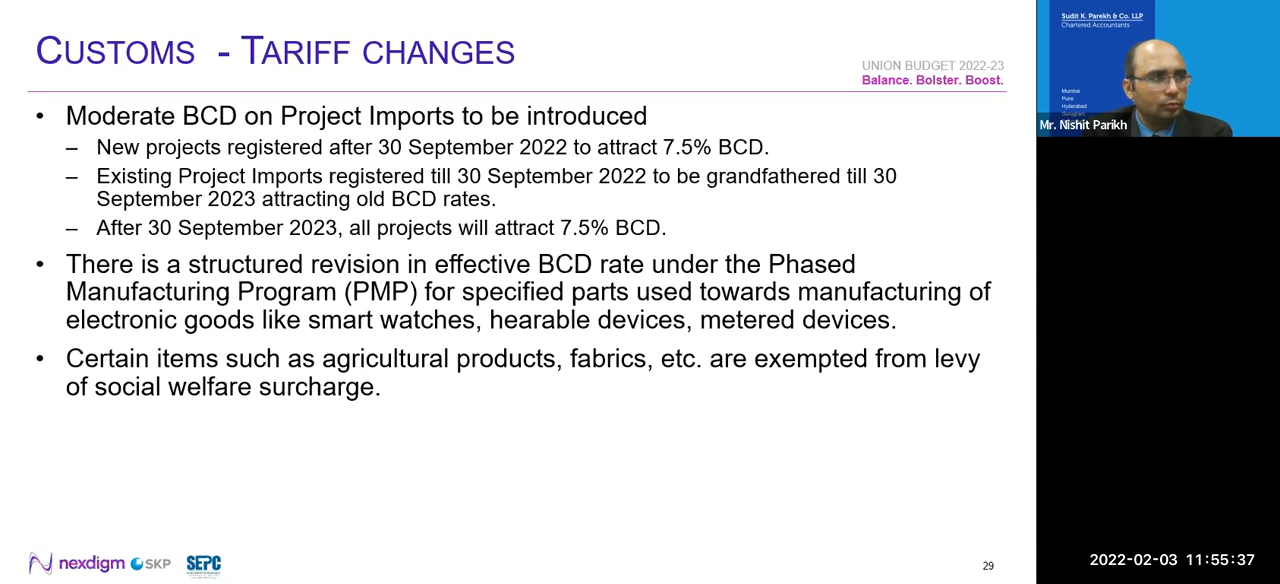 CUSTOMS - TARIFF CHANGES
UNION BUDGET 2022-23
Balance. Bolster. Boost.
• Moderate BCD on Project Imports to be introduced
– New projects registered after 30 September 2022 to attract 7.5% BCD.
– Existing Project Imports registered till 30 September 2022 to be grandfathered till 30
September 2023 attracting old BCD rates.
– After 30 September 2023, all projects will attract 7.5% BCD.
• There is a structured revision in effective BCD rate under the Phased
Manufacturing Program (PMP) for specified parts used towards manufacturing of
electronic goods like smart watches, hearable devices, metered devices.
• Certain items such as agricultural products, fabrics, etc. are exempted from levy
of social welfare surcharge.
nexdigm SKP SEPC
29
Sudit K. Parekh & Co. LLP
Chartered Accountants
Mumbai
Pune
Hyderabad
Mr. Nishit Parikh
2022-02-03 11:55:37